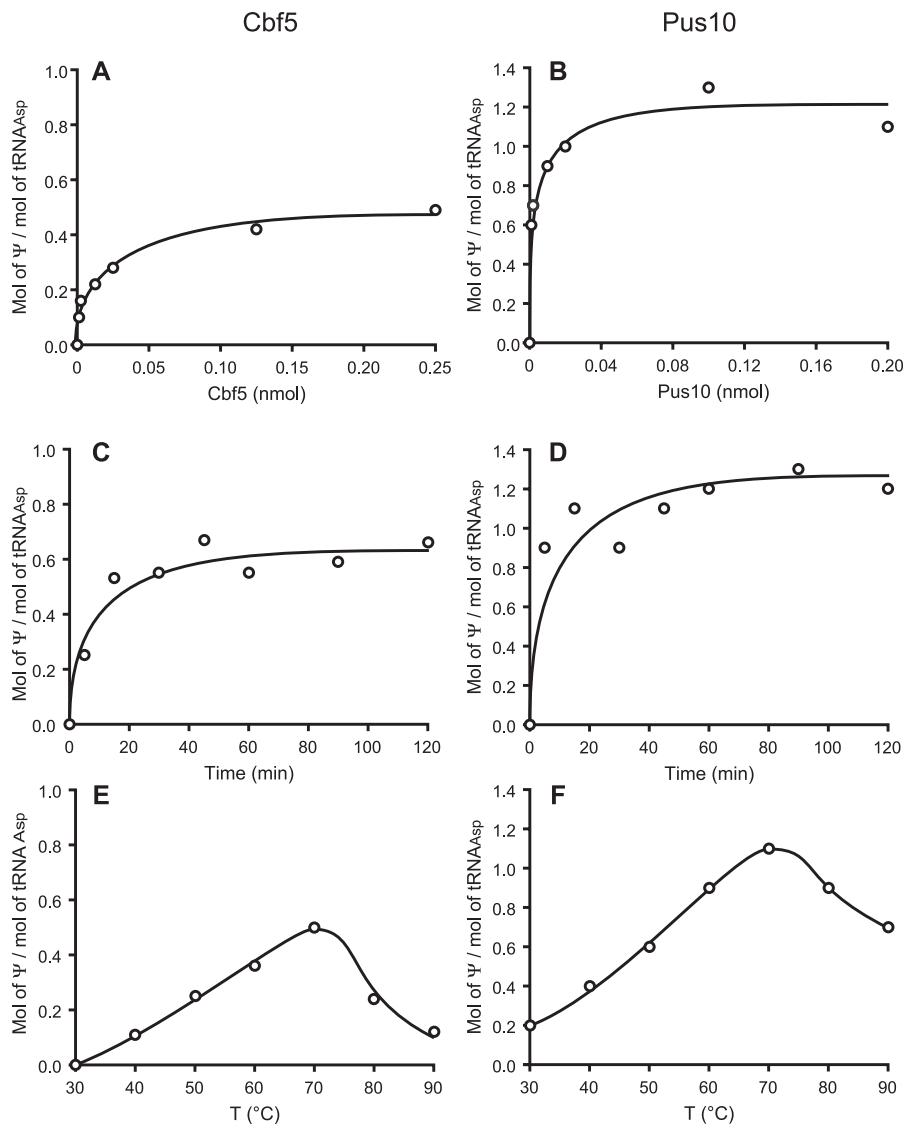 Cbf5
Pus10
A
Mol of Ψ / mol of tRNAAsp
1.0
0.8
0.6
0.4
0.2
0.0
0 0.05 0.10 0.15 0.20 0.25
Cbf5 (nmol)
B
Mol of Ψ / mol of tRNAAsp
1.4
1.2
1.0
0.8
0.6
0.4
0.2
0.0
0 0.04 0.08 0.12 0.16 0.20
Pus10 (nmol)
C
Mol of Ψ / mol of tRNAAsp
1.0
0.8
0.6
0.4
0.2
0.0
0 20 40 60 80 100 120
Time (min)
D
Mol of Ψ / mol of tRNAAsp
1.4
1.2
1.0
0.8
0.6
0.4
0.2
0.0
0 20 40 60 80 100 120
Time (min)
E
Mol of Ψ / mol of tRNA Asp
1.0
0.8
0.6
0.4
0.2
0.0
30 40 50 60 70 80 90
T (°C)
F
Mol of Ψ / mol of tRNAAsp
1.4
1.2
1.0
0.8
0.6
0.4
0.2
0.0
30 40 50 60 70 80 90
T (°C)